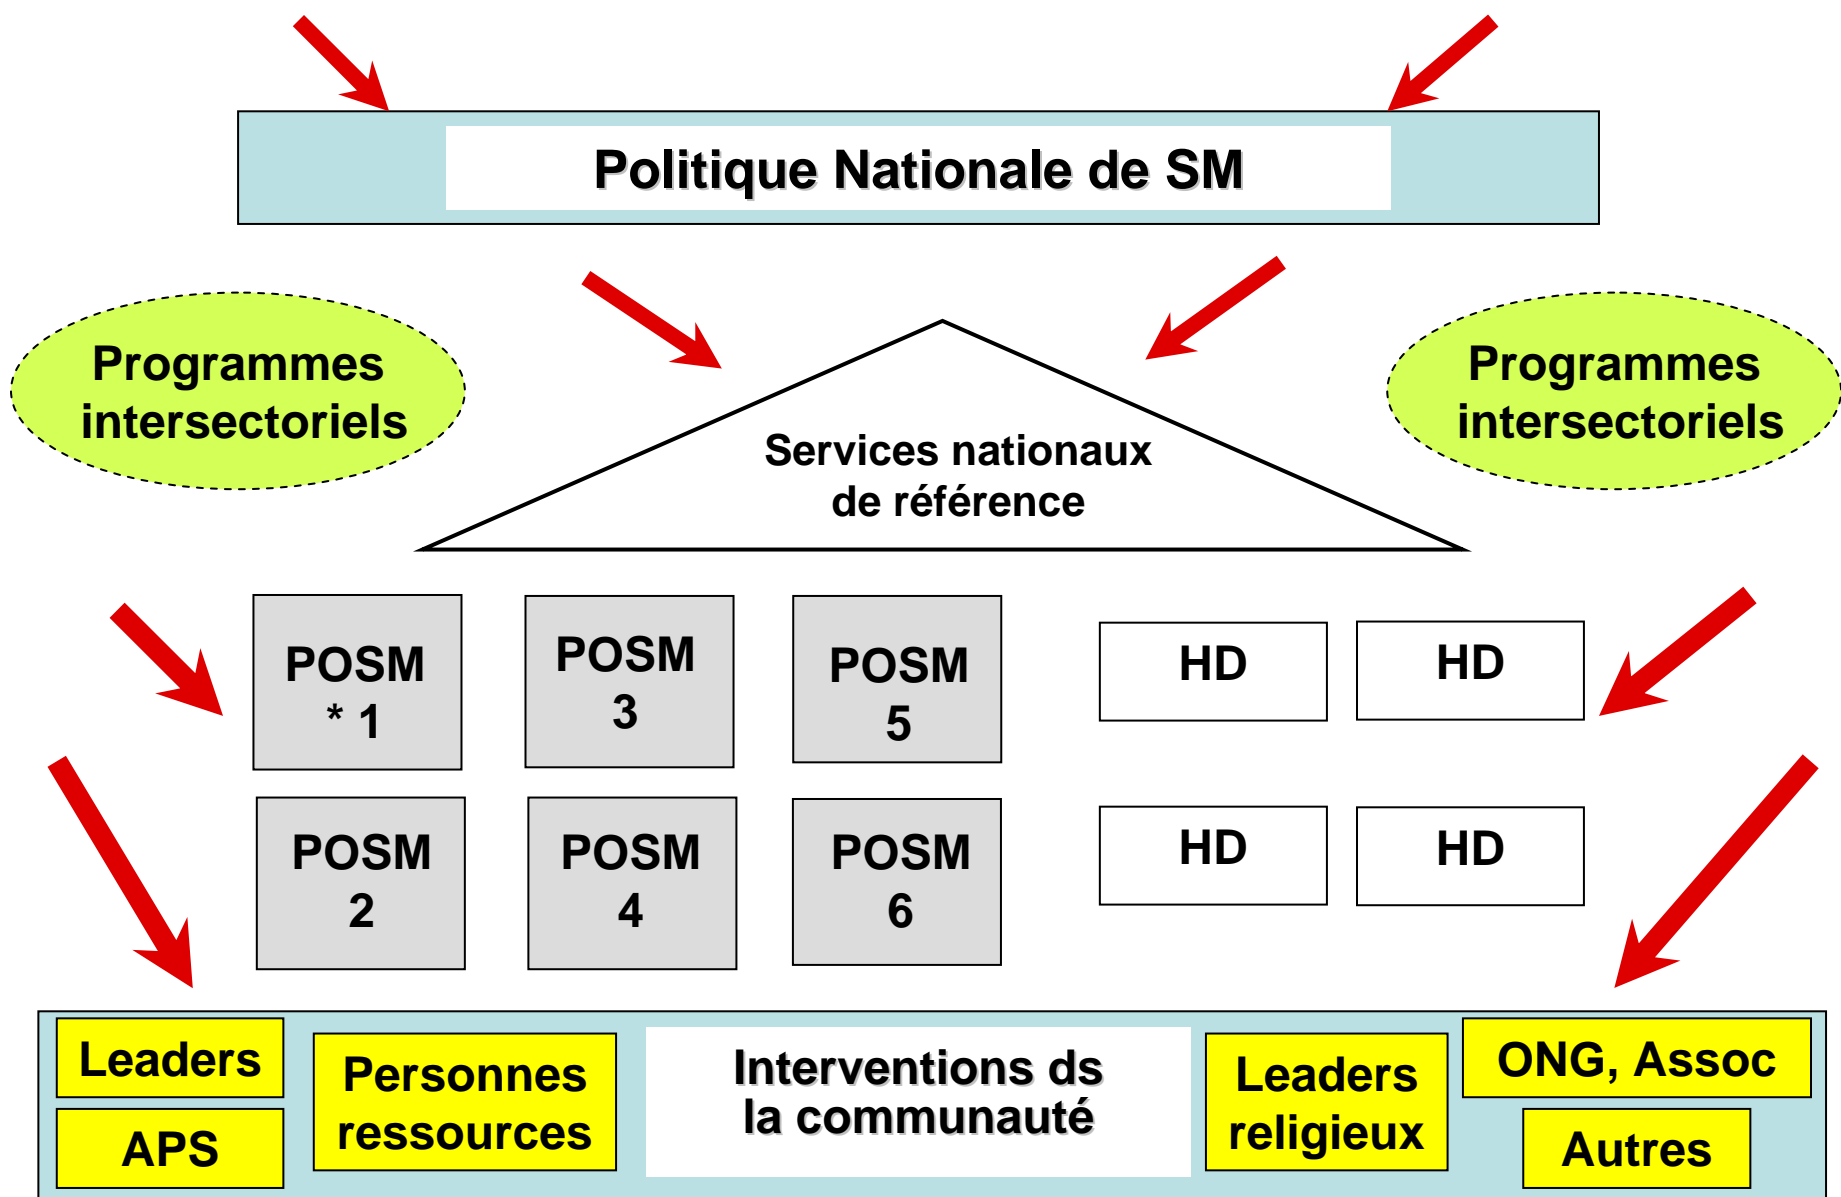 Politique Nationale de SM
Programmes
intersectoriels
Programmes
intersectoriels
Services nationaux
de référence
POSM
* 1
POSM
3
POSM
5
HD
HD
POSM
2
POSM
4
POSM
6
HD
HD
Leaders
APS
Personnes
ressources
Interventions ds
la communauté
Leaders
religieux
ONG, Assoc
Autres